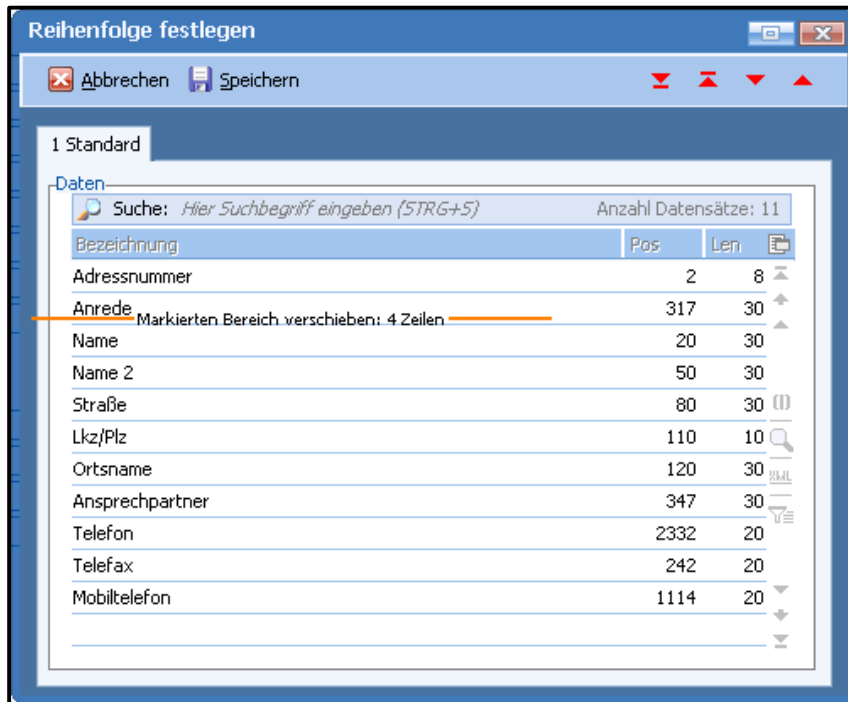 Reihenfolge festlegen
Abbrechen Speichern
1 Standard
Daten
Suche: Hier Suchbegriff eingeben (STRG+S) Anzahl Datensätze: 11
Bezeichnung Pos Len
Adressnummer 2 8
Anrede 317 30
Markierten Bereich verschieben: 4 Zeilen
Name 20 30
Name 2 50 30
Straße 80 30
Lkz/Plz 110 10
Ortsname 120 30
XML
Ansprechpartner 347 30
Telefon 2332 20
Telefax 242 20
Mobiltelefon 1114 20